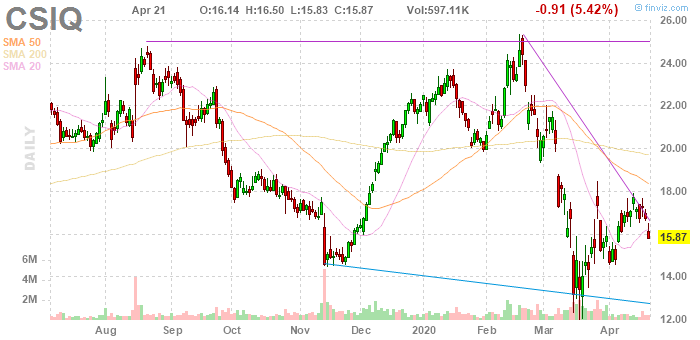 © finviz.com
CSIQ Apr 21 O:16.14 H:16.50 L:15.83 C:15.87 Vol:597.11K -0.91 (5.42%)
SMA 50
SMA 200
SMA 20
DAILY
26.00
24.00
22.00
20.00
18.00
16.00
15.87
14.00
12.00
6M
4M
2M
Aug Sep Oct Nov Dec 2020 Feb Mar Apr